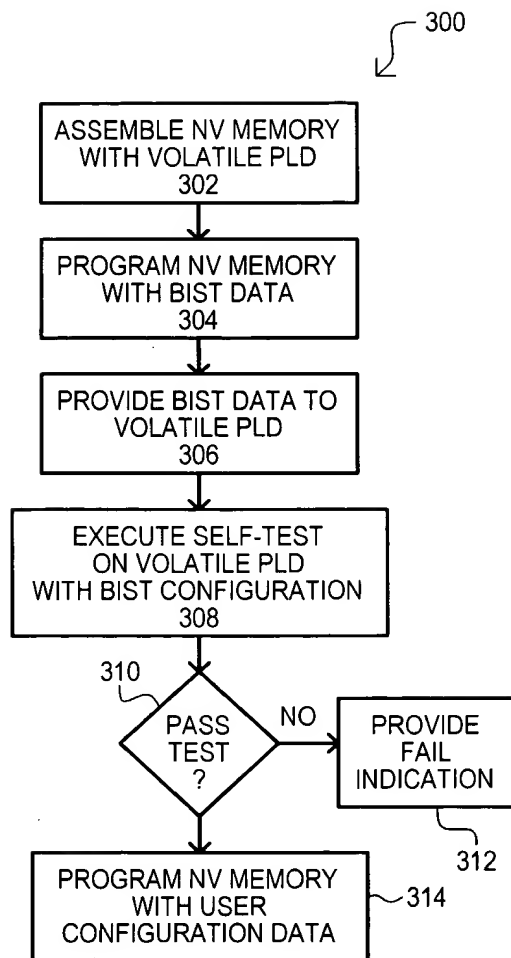 300
ASSEMBLE NV MEMORY
WITH VOLATILE PLD
302
PROGRAM NV MEMORY
WITH BIST DATA
304
PROVIDE BIST DATA TO
VOLATILE PLD
306
EXECUTE SELF-TEST
ON VOLATILE PLD
WITH BIST CONFIGURATION
308
310
PASS
TEST
?
NO
PROVIDE
FAIL
INDICATION
312
PROGRAM NV MEMORY
WITH USER
CONFIGURATION DATA
314